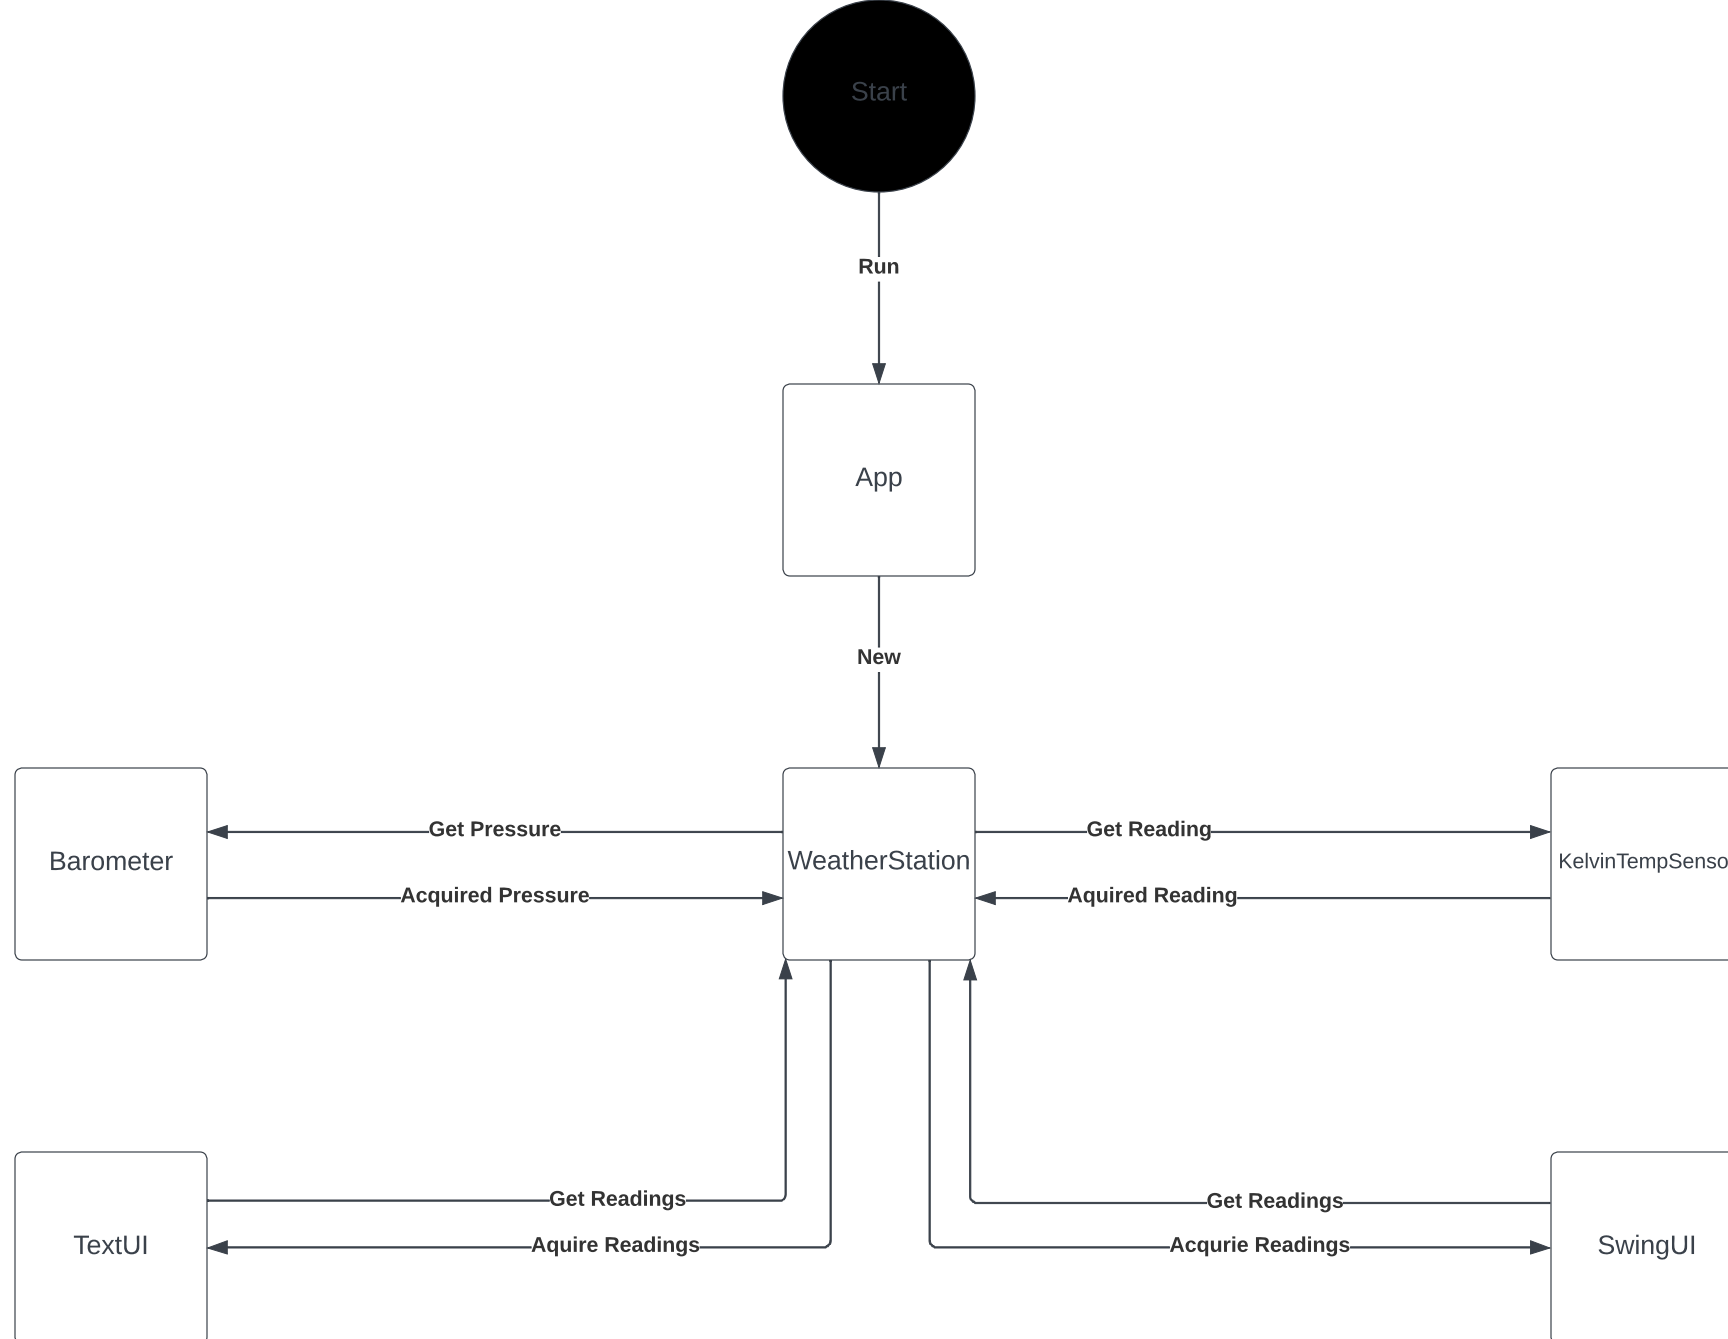 Start
Run
App
New
Get Pressure
Get Reading
Barometer
WeatherStation
KelvinTempSenso
Acquired Pressure
Aquired Reading
Get Readings
Get Readings
TextUI
Aquire Readings
Acqurie Readings
SwingUI